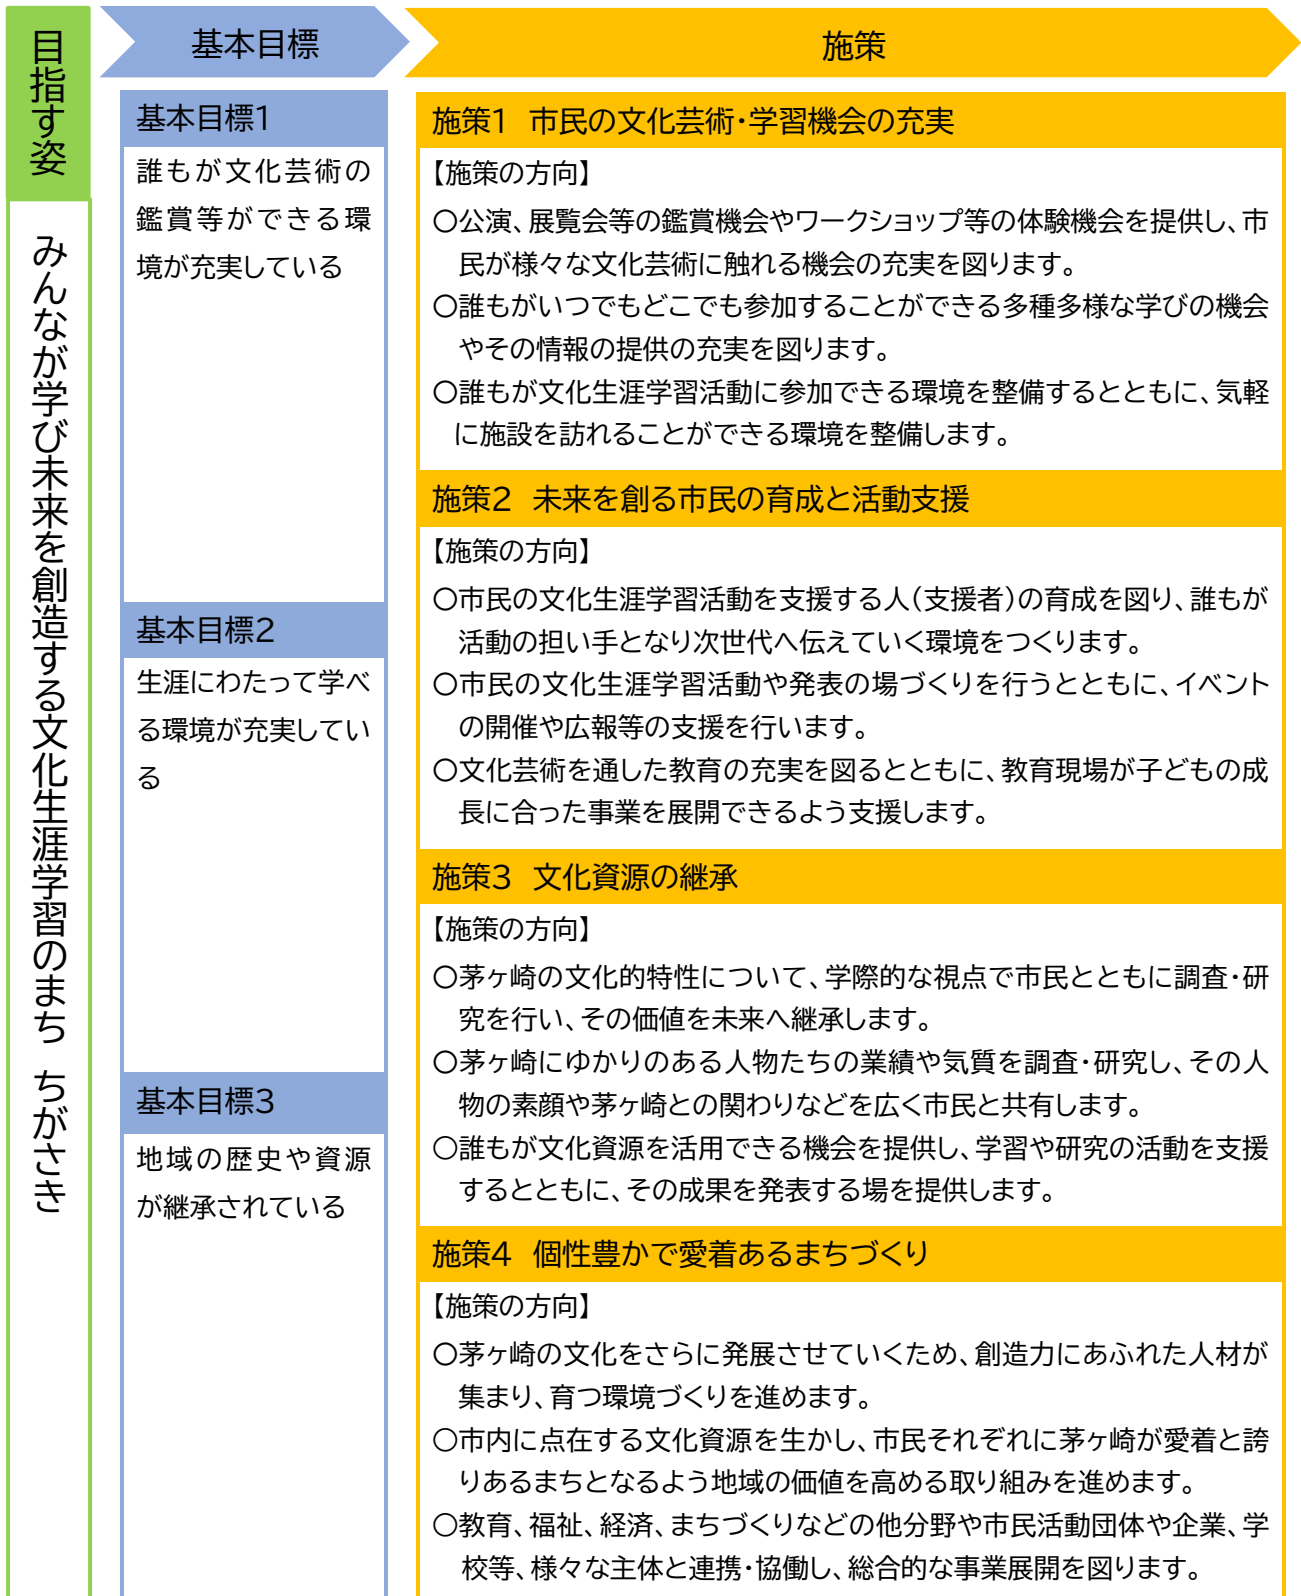 目指す姿
みんなが学び未来を創造する文化生涯学習のまち　ちがさき
基本目標
基本目標1
誰もが文化芸術の
鑑賞等ができる環
境が充実している
基本目標2
生涯にわたって学べ
る環境が充実してい
る
基本目標3
地域の歴史や資源
が継承されている
施策
施策1　市民の文化芸術・学習機会の充実
【施策の方向】
○公演、展覧会等の鑑賞機会やワークショップ等の体験機会を提供し、市
民が様々な文化芸術に触れる機会の充実を図ります。
○誰もがいつでもどこでも参加することができる多種多様な学びの機会
やその情報の提供の充実を図ります。
○誰もが文化生涯学習活動に参加できる環境を整備するとともに、気軽
に施設を訪れることができる環境を整備します。
施策2　未来を創る市民の育成と活動支援
【施策の方向】
○市民の文化生涯学習活動を支援する人（支援者）の育成を図り、誰もが
活動の担い手となり次世代へ伝えていく環境をつくります。
○市民の文化生涯学習活動や発表の場づくりを行うとともに、イベント
の開催や広報等の支援を行います。
○文化芸術を通した教育の充実を図るとともに、教育現場が子どもの成
長に合った事業を展開できるよう支援します。
施策3　文化資源の継承
【施策の方向】
○茅ヶ崎の文化的特性について、学際的な視点で市民とともに調査・研
究を行い、その価値を未来へ継承します。
○茅ヶ崎にゆかりのある人物たちの業績や気質を調査・研究し、その人
物の素顔や茅ヶ崎との関わりなどを広く市民と共有します。
○誰もが文化資源を活用できる機会を提供し、学習や研究の活動を支援
するとともに、その成果を発表する場を提供します。
施策4　個性豊かで愛着あるまちづくり
【施策の方向】
○茅ヶ崎の文化をさらに発展させていくため、創造力にあふれた人材が
集まり、育つ環境づくりを進めます。
○市内に点在する文化資源を生かし、市民それぞれに茅ヶ崎が愛着と誇
りあるまちとなるよう地域の価値を高める取り組みを進めます。
○教育、福祉、経済、まちづくりなどの他分野や市民活動団体や企業、学
校等、様々な主体と連携・協働し、総合的な事業展開を図ります。